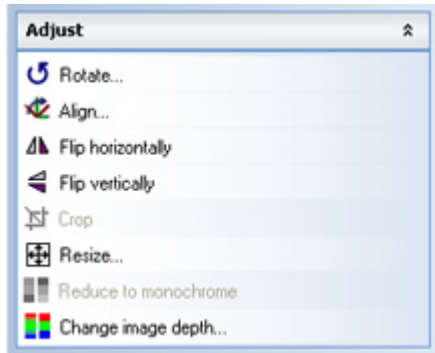 Adjust
Rotate...
Align...
Flip horizontally
Flip vertically
Crop
Resize...
Reduce to monochrome
Change image depth...